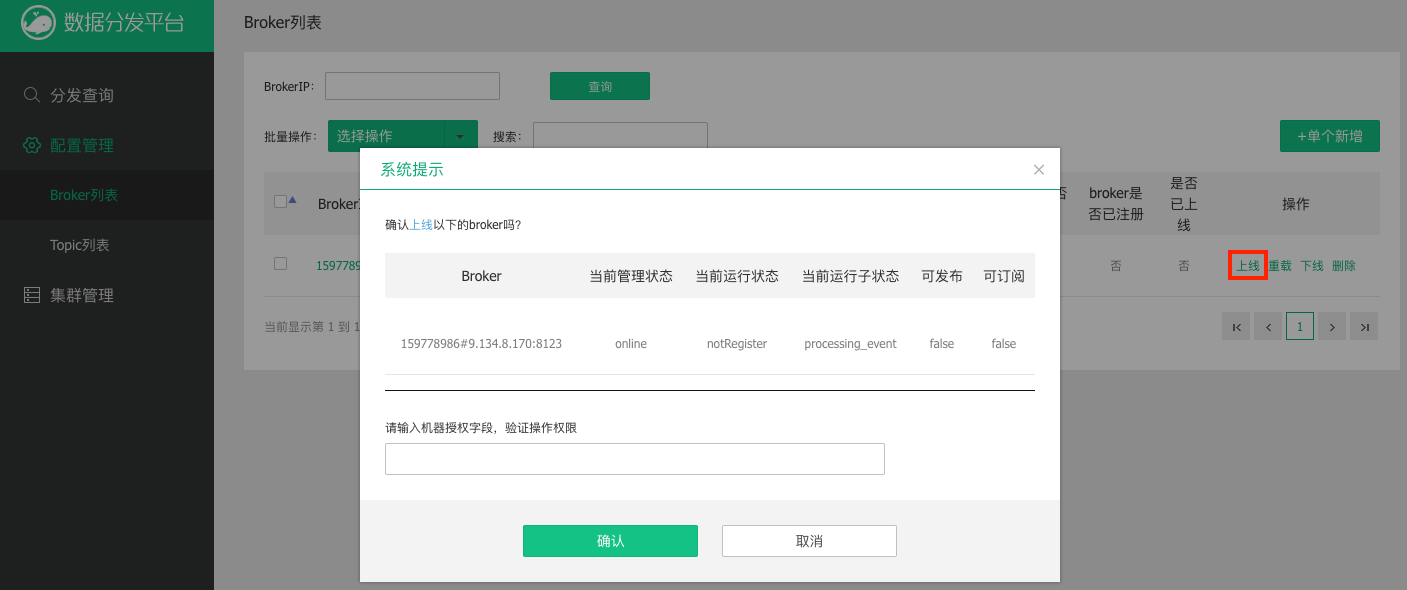 数据分发平台
Broker列表
分发查询
配置管理
Broker列表
Topic列表
集群管理
BrokerIP:
查询
批量操作:
选择操作
搜索:
+单个新增
Broker
否
broker是
否已注册
是否
已上
线
操作
1597789
否
否
上线 重载 下线 删除
当前显示第 1 到 1
1
系统提示
确认上线以下的broker吗?
Broker 当前管理状态 当前运行状态 当前运行子状态 可发布 可订阅
159778986#9.134.8.170:8123 online notRegister processing_event false false
请输入机器授权字段，验证操作权限
确认
取消